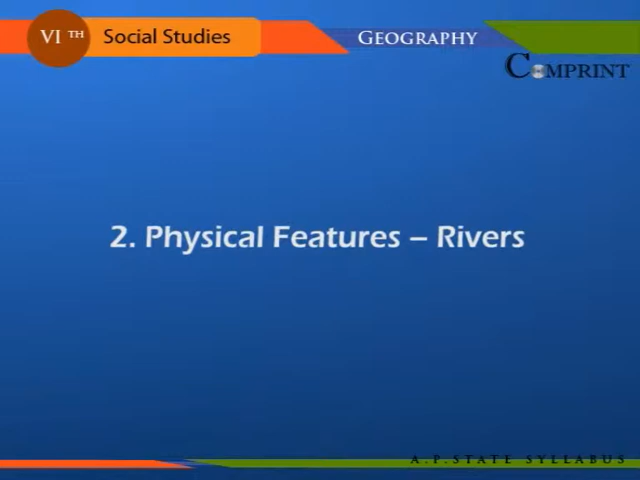 VI TH Social Studies
GEOGRAPHY
COMPRINT
2. Physical Features – Rivers
A.P.STATE SYLLABUS